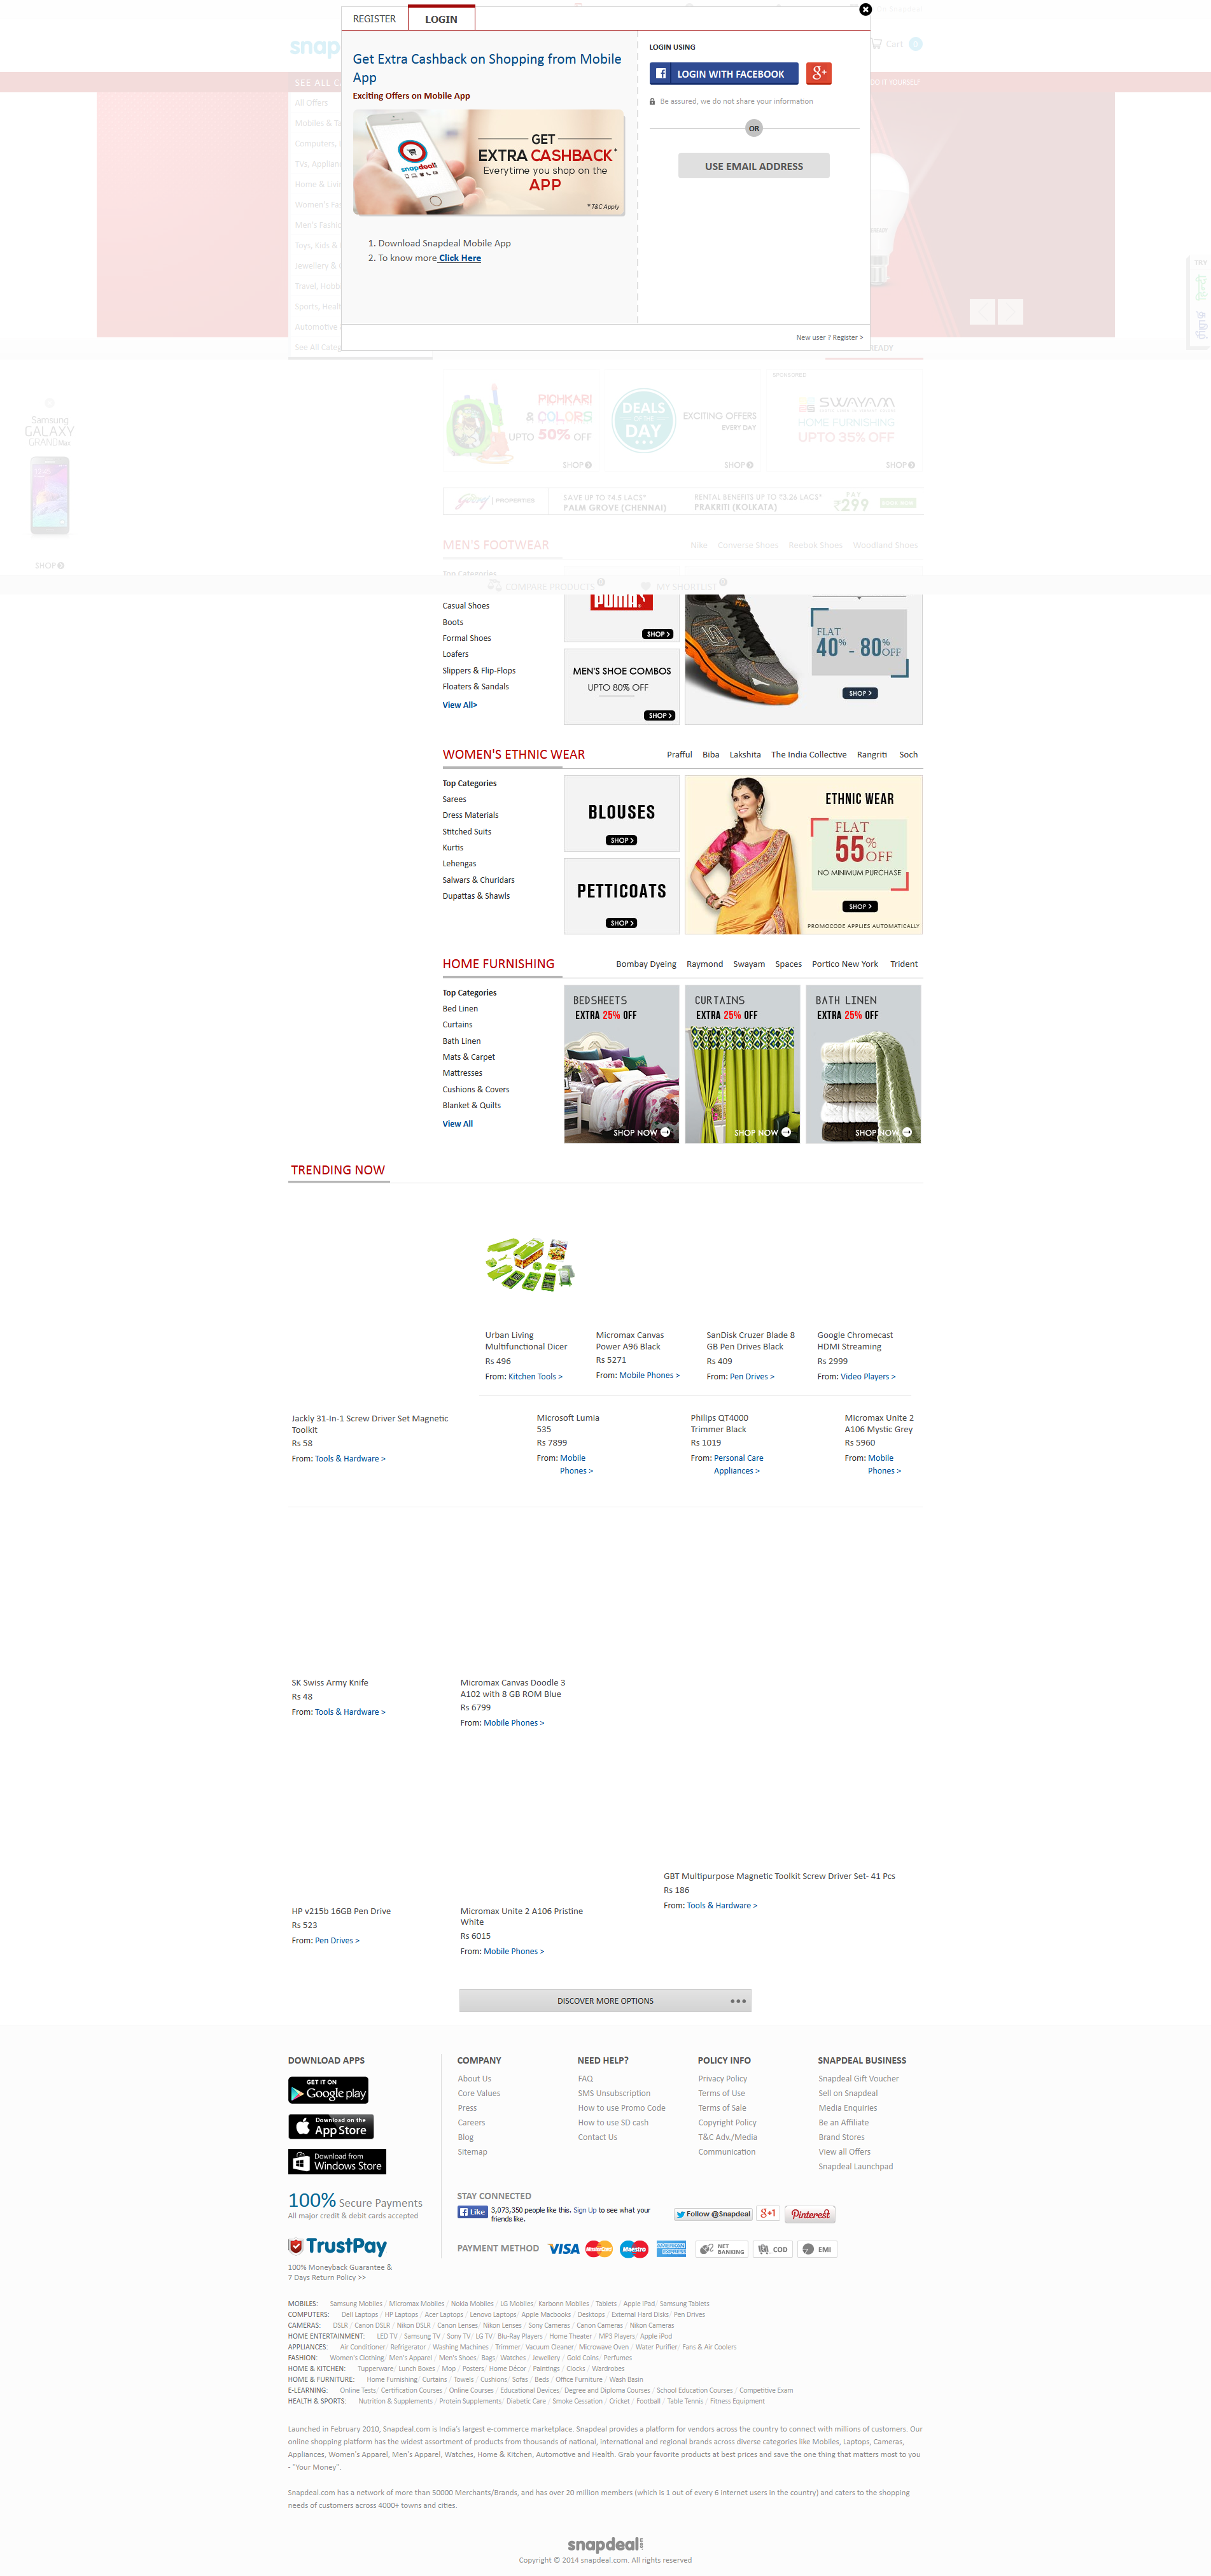 REGISTER
LOGIN
Get Extra Cashback on Shopping from Mobile
App
Exciting Offers on Mobile App
snapdeal
GET
EXTRA CASHBACK*
Everytime you shop on the
APP
*T&C Apply
1. Download Snapdeal Mobile App
2. To know more Click Here
LOGIN USING
LOGIN WITH FACEBOOK
g+
Be assured, we do not share your information
OR
USE EMAIL ADDRESS
New user ? Register >
snap
Cart
SEE ALL C
DO IT YOURSELF
All Offers
Mobiles & Ta
Computers,
TVs, Applian
Home & Livi
Women's Fas
Men's Fashio
Toys, Kids &
Jewellery &
Travel, Hobb
Sports, Healt
Automotive
See All Categ
EADY
Samsung
GALAXY
GRAND Max
SHOP
PICHKARI
& COLORS
UPTO 50% OFF
SHOP
DEALS
DAY
EXCITING OFFERS
EVERY DAY
SHOP
SPONSORED
SWAYAM
HOME FURNISHING
UPTO 35% OFF
SHOP
Godrej | PROPERTIES
SAVE UP TO ₹4.5 LACS*
PALM GROVE (CHENNAI)
RENTAL BENEFITS UP TO ₹3.26 LACS*
PRAKRITI (KOLKATA)
PAY
₹299
MEN'S FOOTWEAR
Nike Converse Shoes Reebok Shoes Woodland Shoes
Top Categories
COMPARE PRODUCTS 0
MY SHORTLIST 0
Casual Shoes
Boots
Formal Shoes
Loafers
Slippers & Flip-Flops
Floaters & Sandals
View All>
PUMA
SHOP >
MEN'S SHOE COMBOS
UPTO 80% OFF
SHOP >
FLAT
40% - 80% OFF
SHOP >
WOMEN'S ETHNIC WEAR
Prafful Biba Lakshita The India Collective Rangriti Soch
Top Categories
Sarees
Dress Materials
Stitched Suits
Kurtis
Lehengas
Salwars & Churidars
Dupattas & Shawls
BLOUSES
SHOP >
PETTICOATS
SHOP >
ETHNIC WEAR
FLAT
55% OFF
NO MINIMUM PURCHASE
SHOP >
PROMOCODE APPLIES AUTOMATICALLY
HOME FURNISHING
Bombay Dyeing Raymond Swayam Spaces Portico New York Trident
Top Categories
Bed Linen
Curtains
Bath Linen
Mats & Carpet
Mattresses
Cushions & Covers
Blanket & Quilts
View All
BEDSHEETS
EXTRA 25% OFF
SHOP NOW
CURTAINS
EXTRA 25% OFF
SHOP NOW
BATH LINEN
EXTRA 25% OFF
SHOP NOW
TRENDING NOW
Urban Living
Multifunctional Dicer
Rs 496
From: Kitchen Tools >
Micromax Canvas
Power A96 Black
Rs 5271
From: Mobile Phones >
SanDisk Cruzer Blade 8
GB Pen Drives Black
Rs 409
From: Pen Drives >
Google Chromecast
HDMI Streaming
Rs 2999
From: Video Players >
Jackly 31-In-1 Screw Driver Set Magnetic
Toolkit
Rs 58
From: Tools & Hardware >
Microsoft Lumia
535
Rs 7899
From: Mobile
Phones >
Philips QT4000
Trimmer Black
Rs 1019
From: Personal Care
Appliances >
Micromax Unite 2
A106 Mystic Grey
Rs 5960
From: Mobile
Phones >
SK Swiss Army Knife
Rs 48
From: Tools & Hardware >
Micromax Canvas Doodle 3
A102 with 8 GB ROM Blue
Rs 6799
From: Mobile Phones >
GBT Multipurpose Magnetic Toolkit Screw Driver Set- 41 Pcs
Rs 186
From: Tools & Hardware >
HP v215b 16GB Pen Drive
Rs 523
From: Pen Drives >
Micromax Unite 2 A106 Pristine
White
Rs 6015
From: Mobile Phones >
DISCOVER MORE OPTIONS
DOWNLOAD APPS
GET IT ON
Google play
Download on the
App Store
Download from
Windows Store
100% Secure Payments
All major credit & debit cards accepted
TrustPay
100% Moneyback Guarantee &
7 Days Return Policy >>
COMPANY
About Us
Core Values
Press
Careers
Blog
Sitemap
NEED HELP?
FAQ
SMS Unsubscription
How to use Promo Code
How to use SD cash
Contact Us
POLICY INFO
Privacy Policy
Terms of Use
Terms of Sale
Copyright Policy
T&C Adv./Media
Communication
SNAPDEAL BUSINESS
Snapdeal Gift Voucher
Sell on Snapdeal
Media Enquiries
Be an Affiliate
Brand Stores
View all Offers
Snapdeal Launchpad
STAY CONNECTED
Like 3,073,350 people like this. Sign Up to see what your
friends like.
Follow @Snapdeal
g+1
Pinterest
PAYMENT METHOD VISA MasterCard Maestro AMERICAN EXPRESS NET BANKING COD EMI
MOBILES: Samsung Mobiles / Micromax Mobiles / Nokia Mobiles / LG Mobiles / Karbonn Mobiles / Tablets / Apple iPad / Samsung Tablets
COMPUTERS: Dell Laptops / HP Laptops / Acer Laptops / Lenovo Laptops / Apple Macbooks / Desktops / External Hard Disks / Pen Drives
CAMERAS: DSLR / Canon DSLR / Nikon DSLR / Canon Lenses / Nikon Lenses / Sony Cameras / Canon Cameras / Nikon Cameras
HOME ENTERTAINMENT: LED TV / Samsung TV / Sony TV / LG TV / Blu-Ray Players / Home Theater / MP3 Players / Apple iPod
APPLIANCES: Air Conditioner / Refrigerator / Washing Machines / Trimmer / Vacuum Cleaner / Microwave Oven / Water Purifier / Fans & Air Coolers
FASHION: Women's Clothing / Men's Apparel / Men's Shoes / Bags / Watches / Jewellery / Gold Coins / Perfumes
HOME & KITCHEN: Tupperware / Lunch Boxes / Mop / Posters / Home Décor / Paintings / Clocks / Wardrobes
HOME & FURNITURE: Home Furnishing / Curtains / Towels / Cushions / Sofas / Beds / Office Furniture / Wash Basin
E-LEARNING: Online Tests / Certification Courses / Online Courses / Educational Devices / Degree and Diploma Courses / School Education Courses / Competitive Exam
HEALTH & SPORTS: Nutrition & Supplements / Protein Supplements / Diabetic Care / Smoke Cessation / Cricket / Football / Table Tennis / Fitness Equipment
Launched in February 2010, Snapdeal.com is India's largest e-commerce marketplace. Snapdeal provides a platform for vendors across the country to connect with millions of customers. Our
online shopping platform has the widest assortment of products from thousands of national, international and regional brands across diverse categories like Mobiles, Laptops, Cameras,
Appliances, Women's Apparel, Men's Apparel, Watches, Home & Kitchen, Automotive and Health. Grab your favorite products at best prices and save the one thing that matters most to you
- "Your Money".
Snapdeal.com has a network of more than 50000 Merchants/Brands, and has over 20 million members (which is 1 out of every 6 internet users in the country) and caters to the shopping
needs of customers across 4000+ towns and cities.
snapdeal.com
Copyright © 2014 snapdeal.com. All rights reserved